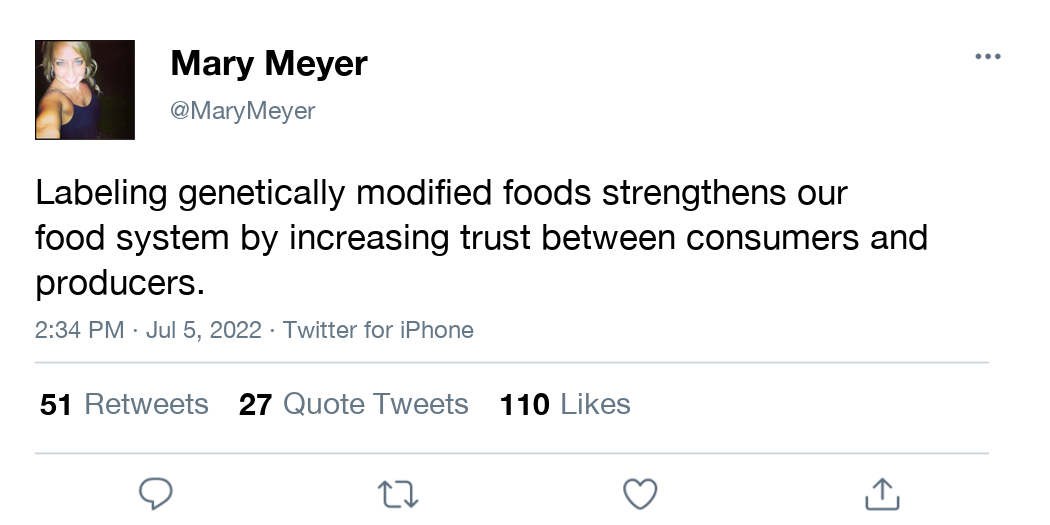 Mary Meyer
@MaryMeyer
Labeling genetically modified foods strengthens our
food system by increasing trust between consumers and
producers.
2:34 PM · Jul 5, 2022 · Twitter for iPhone
51 Retweets 27 Quote Tweets 110 Likes